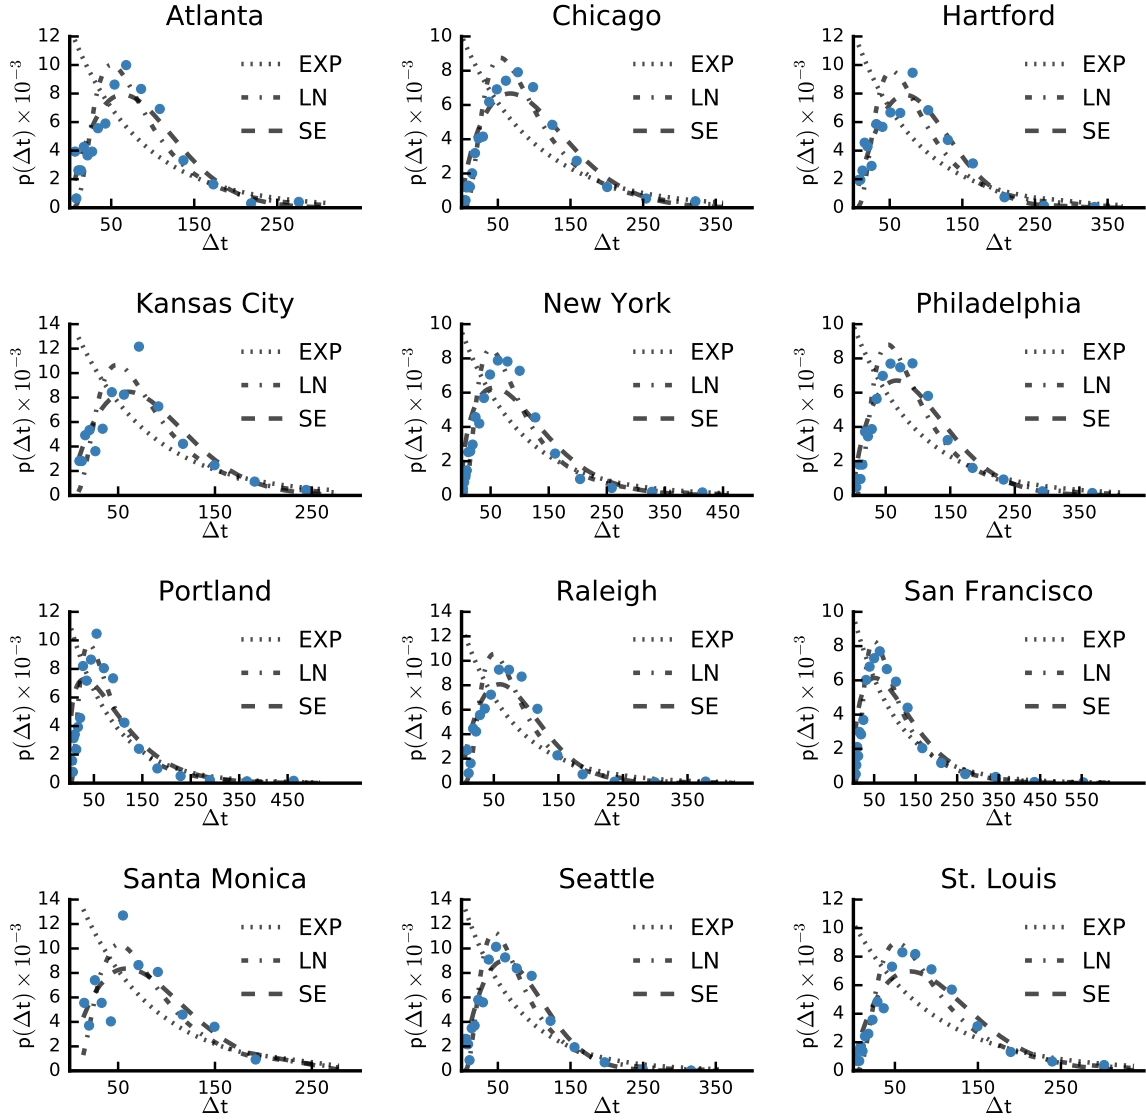 Atlanta
12
10
8
6
4
2
0
p(Δt) × 10⁻³
EXP
LN
SE
50
150
250
Δt
Chicago
10
8
6
4
2
0
p(Δt) × 10⁻³
EXP
LN
SE
50
150
250
350
Δt
Hartford
12
10
8
6
4
2
0
p(Δt) × 10⁻³
EXP
LN
SE
50
150
250
350
Δt
Kansas City
14
12
10
8
6
4
2
0
p(Δt) × 10⁻³
EXP
LN
SE
50
150
250
Δt
New York
10
8
6
4
2
0
p(Δt) × 10⁻³
EXP
LN
SE
50
150
250
350
450
Δt
Philadelphia
10
8
6
4
2
0
p(Δt) × 10⁻³
EXP
LN
SE
50
150
250
350
Δt
Portland
12
10
8
6
4
2
0
p(Δt) × 10⁻³
EXP
LN
SE
50
150
250
350
450
Δt
Raleigh
14
12
10
8
6
4
2
0
p(Δt) × 10⁻³
EXP
LN
SE
50
150
250
350
Δt
San Francisco
10
8
6
4
2
0
p(Δt) × 10⁻³
EXP
LN
SE
50
150
250
350
450
550
Δt
Santa Monica
14
12
10
8
6
4
2
0
p(Δt) × 10⁻³
EXP
LN
SE
50
150
250
Δt
Seattle
14
12
10
8
6
4
2
0
p(Δt) × 10⁻³
EXP
LN
SE
50
150
250
350
Δt
St. Louis
12
10
8
6
4
2
0
p(Δt) × 10⁻³
EXP
LN
SE
50
150
250
350
Δt